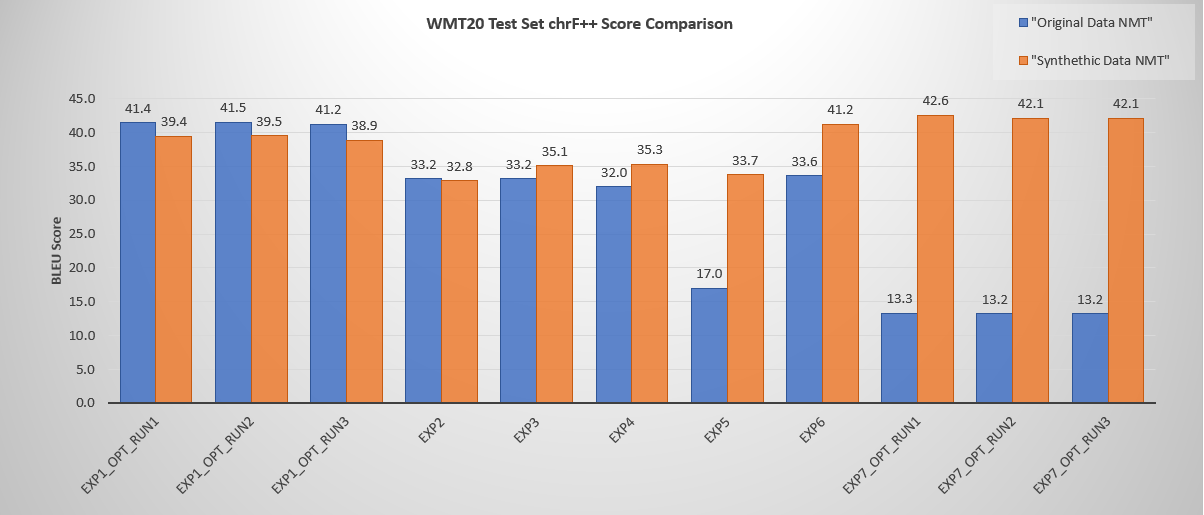 WMT20 Test Set chrF++ Score Comparison
"Original Data NMT"
"Synthethic Data NMT"
BLEU Score
45.0
40.0
35.0
30.0
25.0
20.0
15.0
10.0
5.0
0.0
41.4
39.4
41.5
39.5
41.2
38.9
33.2
32.8
33.2
35.1
32.0
35.3
17.0
33.7
33.6
41.2
13.3
42.6
13.2
42.1
13.2
42.1
EXP1_OPT_RUN1
EXP1_OPT_RUN2
EXP1_OPT_RUN3
EXP2
EXP3
EXP4
EXP5
EXP6
EXP7_OPT_RUN1
EXP7_OPT_RUN2
EXP7_OPT_RUN3